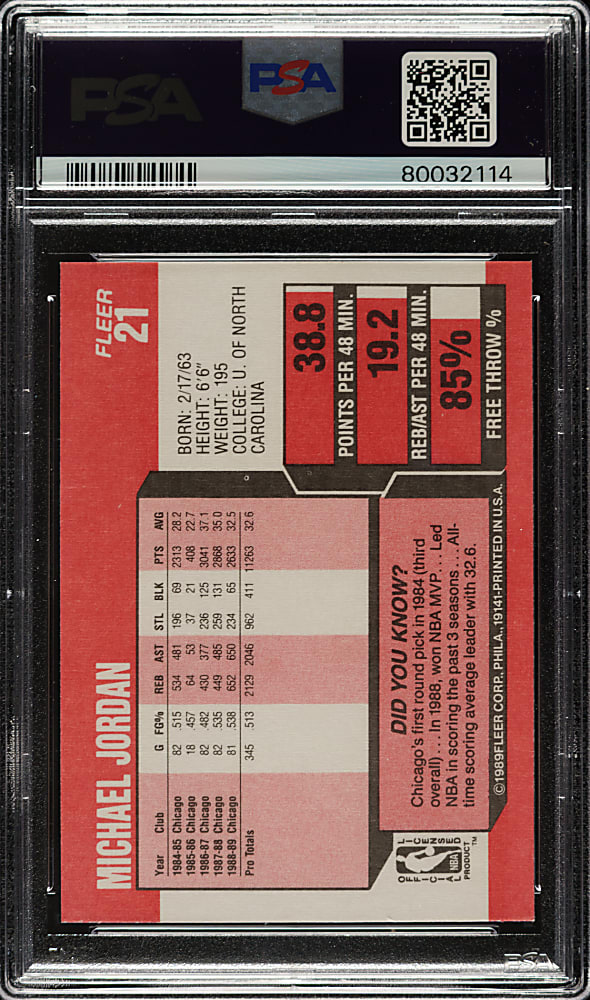 PSA
PSA
80032114
FLEER
21
MICHAEL JORDAN
BORN: 2/17/63
HEIGHT: 6'6"
WEIGHT: 195
COLLEGE: U. OF NORTH
CAROLINA
38.8
POINTS PER 48 MIN.
19.2
REB/AST PER 48 MIN.
85%
FREE THROW %
Year Club G FG% REB AST STL BLK PTS AVG
1984-85 Chicago 82 .515 534 481 196 69 2313 28.2
1985-86 Chicago 18 .457 64 53 37 21 408 22.7
1986-87 Chicago 82 .482 430 377 236 125 3041 37.1
1987-88 Chicago 82 .535 449 485 259 131 2868 35.0
1988-89 Chicago 81 .538 652 650 234 65 2633 32.5
Pro Totals 345 .513 2129 2046 962 411 11263 32.6
DID YOU KNOW?
Chicago's first round pick in 1984 (third
overall) . . . In 1988, won NBA MVP . . . Led
NBA in scoring the past 3 seasons . . . All-
time scoring average leader with 32.6.
OFFICIAL LICENSED
NBA
PRODUCT™
©1989 FLEER CORP. PHILA., 19141-PRINTED IN U.S.A.
PSA